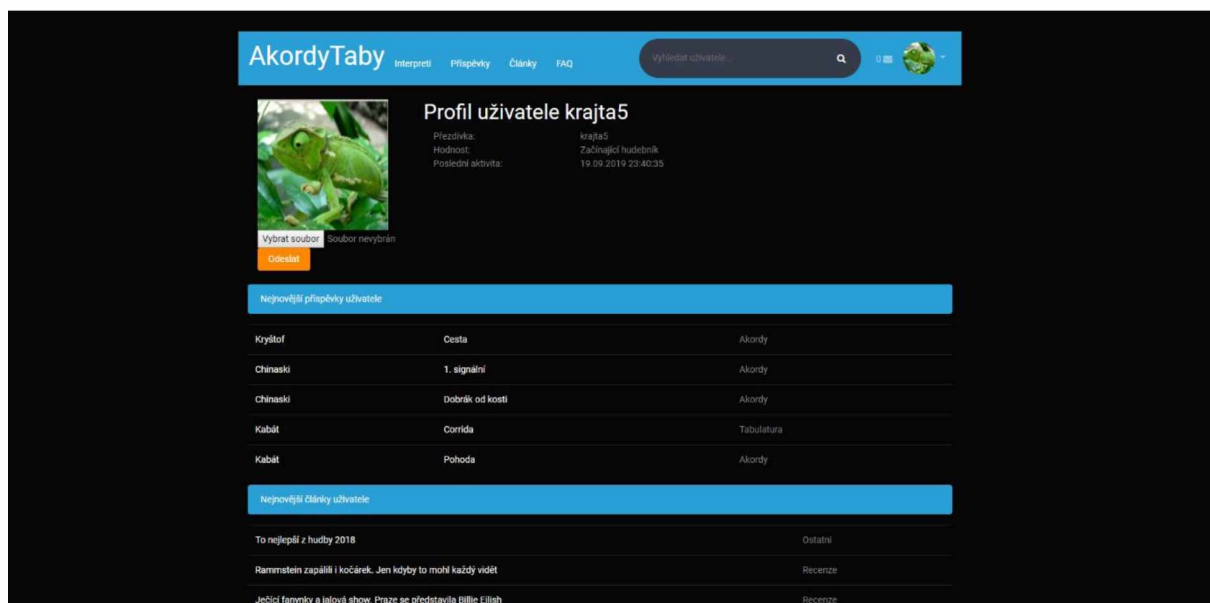 AkordyTaby Interpreti Příspěvky Články FAQ Vyhledat uživatele... 0
Profil uživatele krajta5
Přezdívka: krajta5
Hodnost: Začínající hudebník
Poslední aktivita: 19.09.2019 23:40:35
Vybrat soubor Soubor nevybrán
Odeslat
Nejnovější příspěvky uživatele
Kryštof Cesta Akordy
Chinaski 1. signální Akordy
Chinaski Dobrák od kosti Akordy
Kabát Corrida Tabulatura
Kabát Pohoda Akordy
Nejnovější články uživatele
To nejlepší z hudby 2018 Ostatní
Rammstein zapálili i kočárek. Jen kdyby to mohl každý vidět Recenze
Ječící fanynky a jalová show. Praze se představila Billie Eilish Recenze